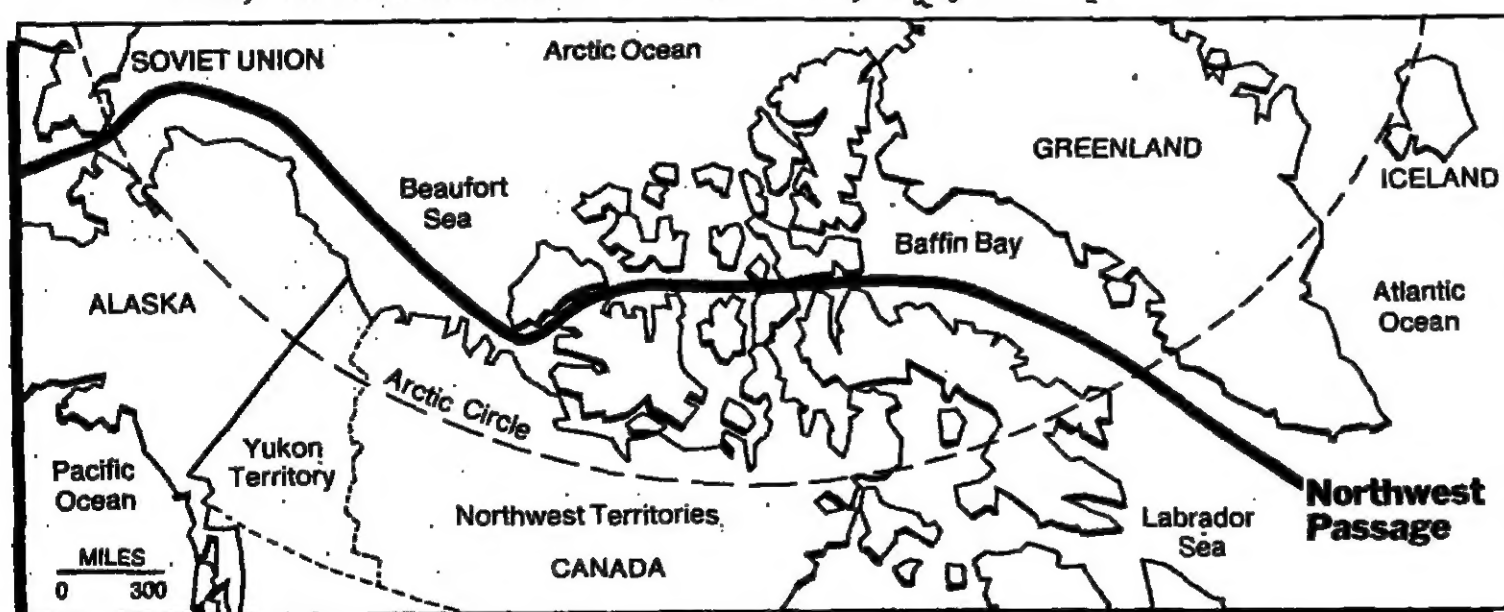 SOVIET UNION
Arctic Ocean
GREENLAND
ICELAND
Beaufort
Sea
Baffin Bay
ALASKA
Atlantic
Ocean
Arctic Circle
Yukon
Territory
Pacific
Ocean
Northwest Territories
CANADA
Labrador
Sea
Northwest
Passage
MILES
0 300